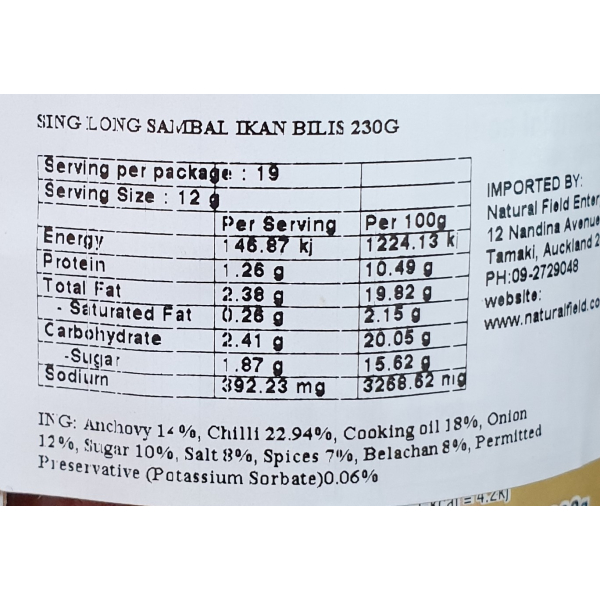 SING LONG SAMBAL IKAN BILIS 230G
Serving per package : 19
Serving Size : 12 g
Per Serving Per 100g
Energy 146.87 kj 1224.13 k
Protein 1.26 g 10.49 g
Total Fat 2.38 g 19.82 g
- Saturated Fat 0.26 g 2.15 g
Carbohydrate 2.41 g 20.05 g
-Sugar 1.87 g 15.62 g
Sodium 392.23 mg 3268.62 mg
IMPORTED BY:
Natural Field Enter
12 Nandina Avenue
Tamaki, Auckland 2
PH:09-2729048
website:
www.naturalfield.co
ING: Anchovy 14%, Chilli 22.94%, Cooking oil 18%, Onion
12%, Sugar 10%, Salt 8%, Spices 7%, Belachan 8%, Permitted
Preservative (Potassium Sorbate)0.06%